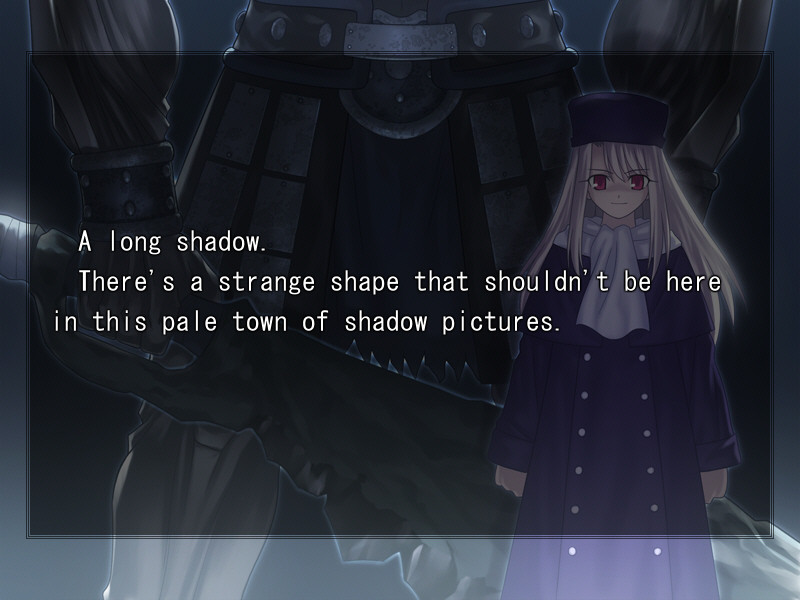 A long shadow.
There's a strange shape that shouldn't be here
in this pale town of shadow pictures.